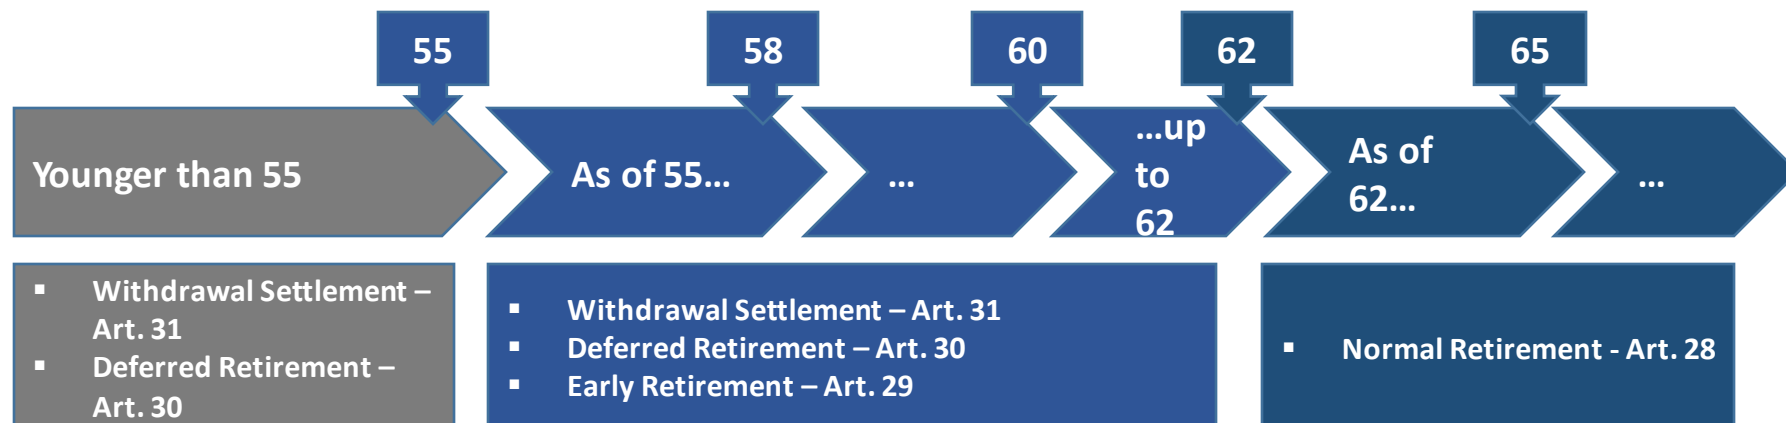 55
58
60
62
65
Younger than 55
As of 55...
...
...up
to
62
As of
62...
...
▪ Withdrawal Settlement –
Art. 31
▪ Deferred Retirement –
Art. 30
▪ Withdrawal Settlement – Art. 31
▪ Deferred Retirement – Art. 30
▪ Early Retirement – Art. 29
▪ Normal Retirement - Art. 28